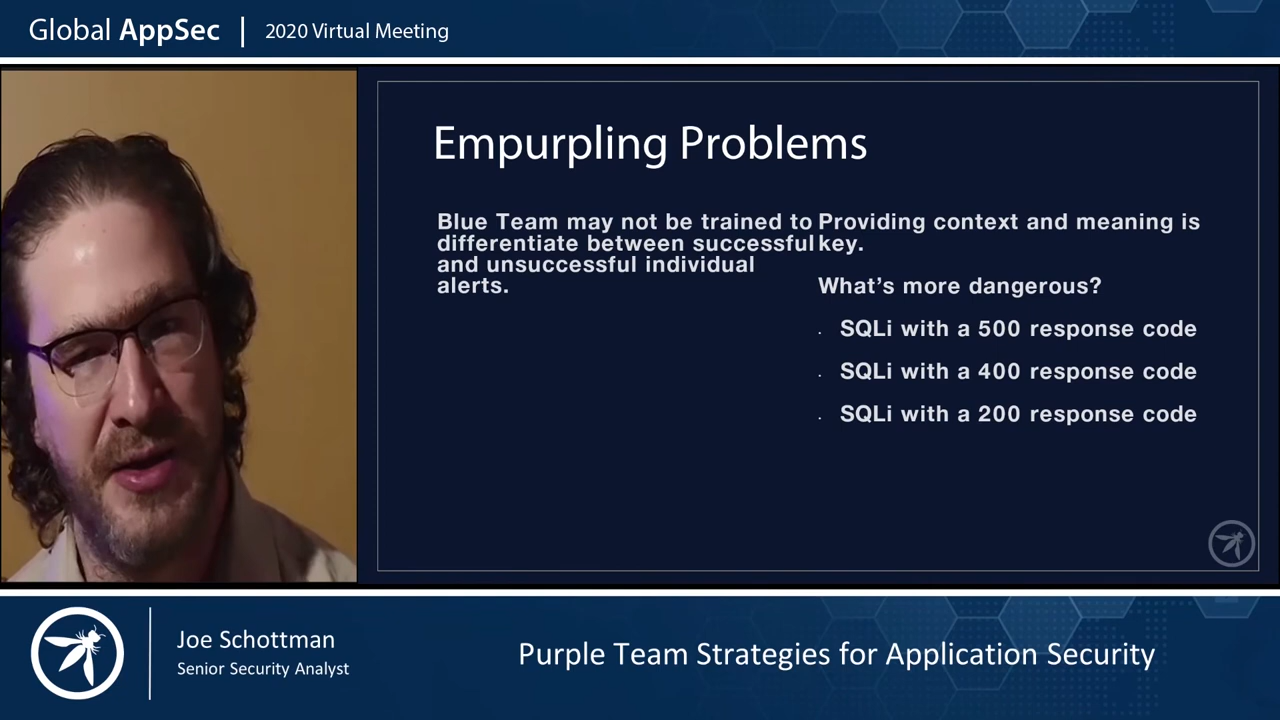 Global AppSec | 2020 Virtual Meeting
Empurpling Problems
Blue Team may not be trained to
differentiate between successful
and unsuccessful individual
alerts.
Providing context and meaning is
key.
What’s more dangerous?
· SQLi with a 500 response code
· SQLi with a 400 response code
· SQLi with a 200 response code
Joe Schottman
Senior Security Analyst
Purple Team Strategies for Application Security